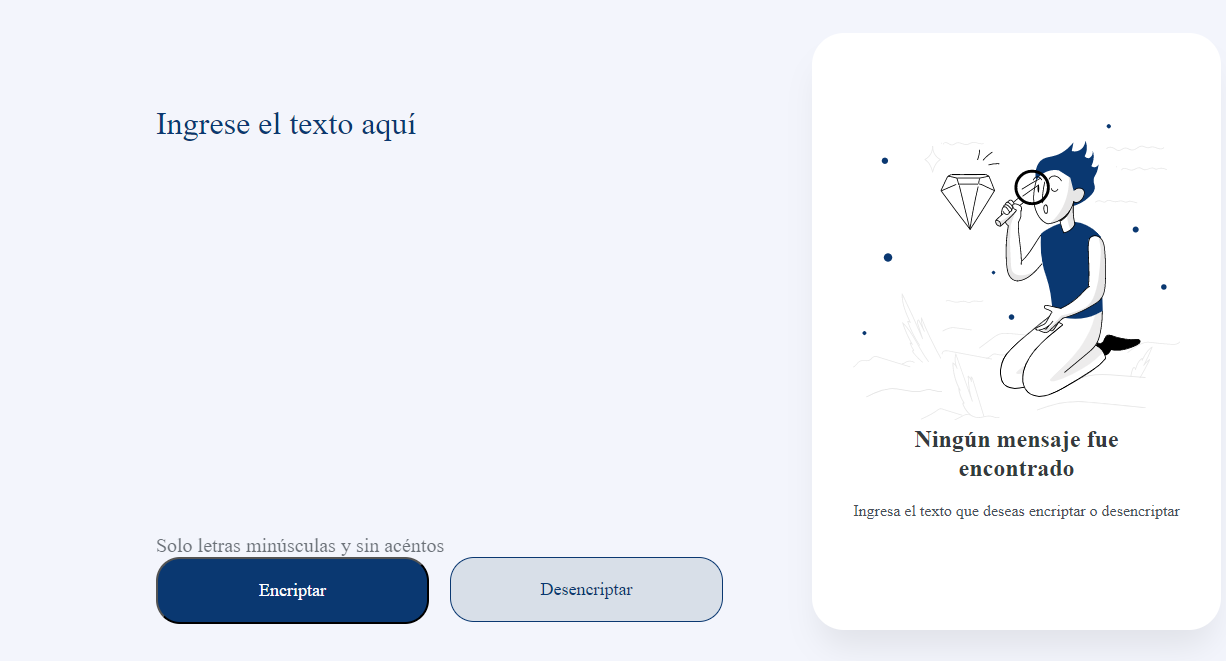 Ingrese el texto aquí
Solo letras minúsculas y sin acéntos
Encriptar
Desencriptar
Ningún mensaje fue
encontrado
Ingresa el texto que deseas encriptar o desencriptar